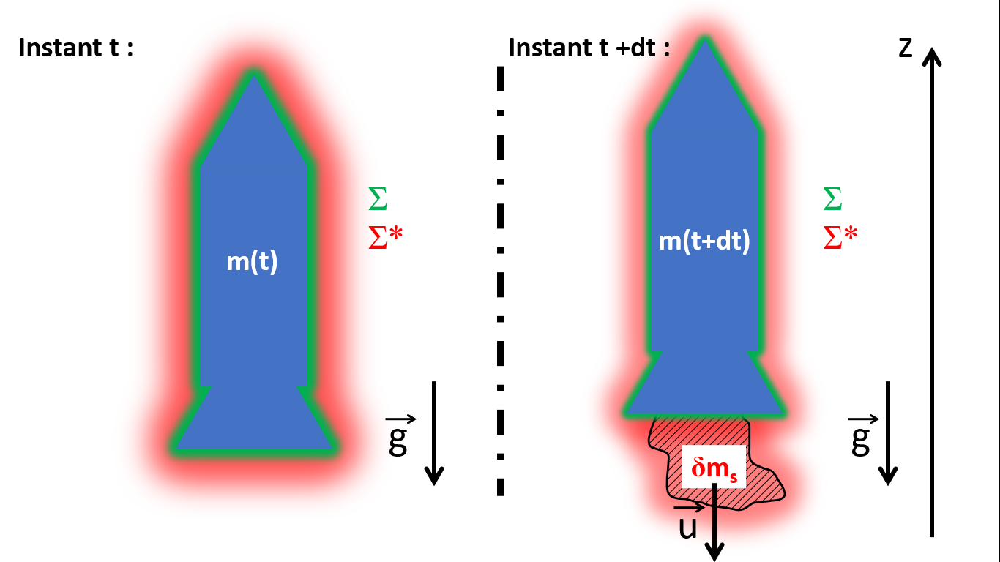 Instant t :
Σ
Σ*
m(t)
g
Instant t +dt :
z
Σ
Σ*
m(t+dt)
g
δmₛ
u